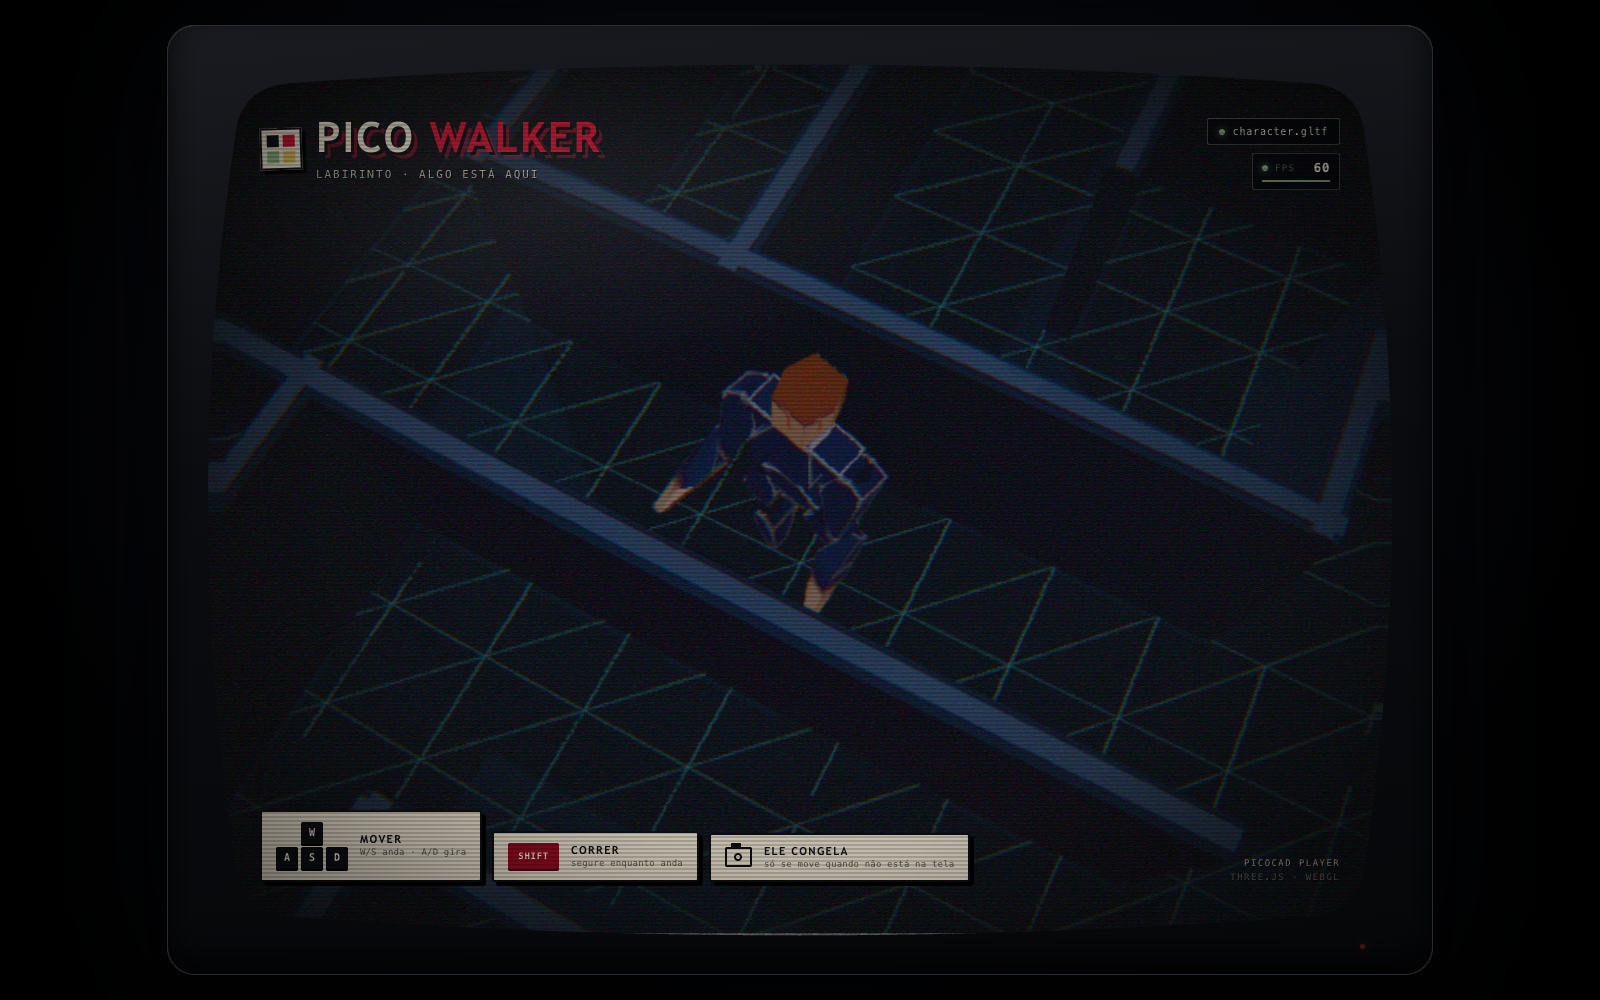 PICO WALKER
LABIRINTO · ALGO ESTÁ AQUI
character.gltf
FPS 60
W
A S D
MOVER
W/S anda · A/D gira
SHIFT
CORRER
segure enquanto anda
ELE CONGELA
só se move quando não está na tela
PICOCAD PLAYER
THREE.JS · WEBGL